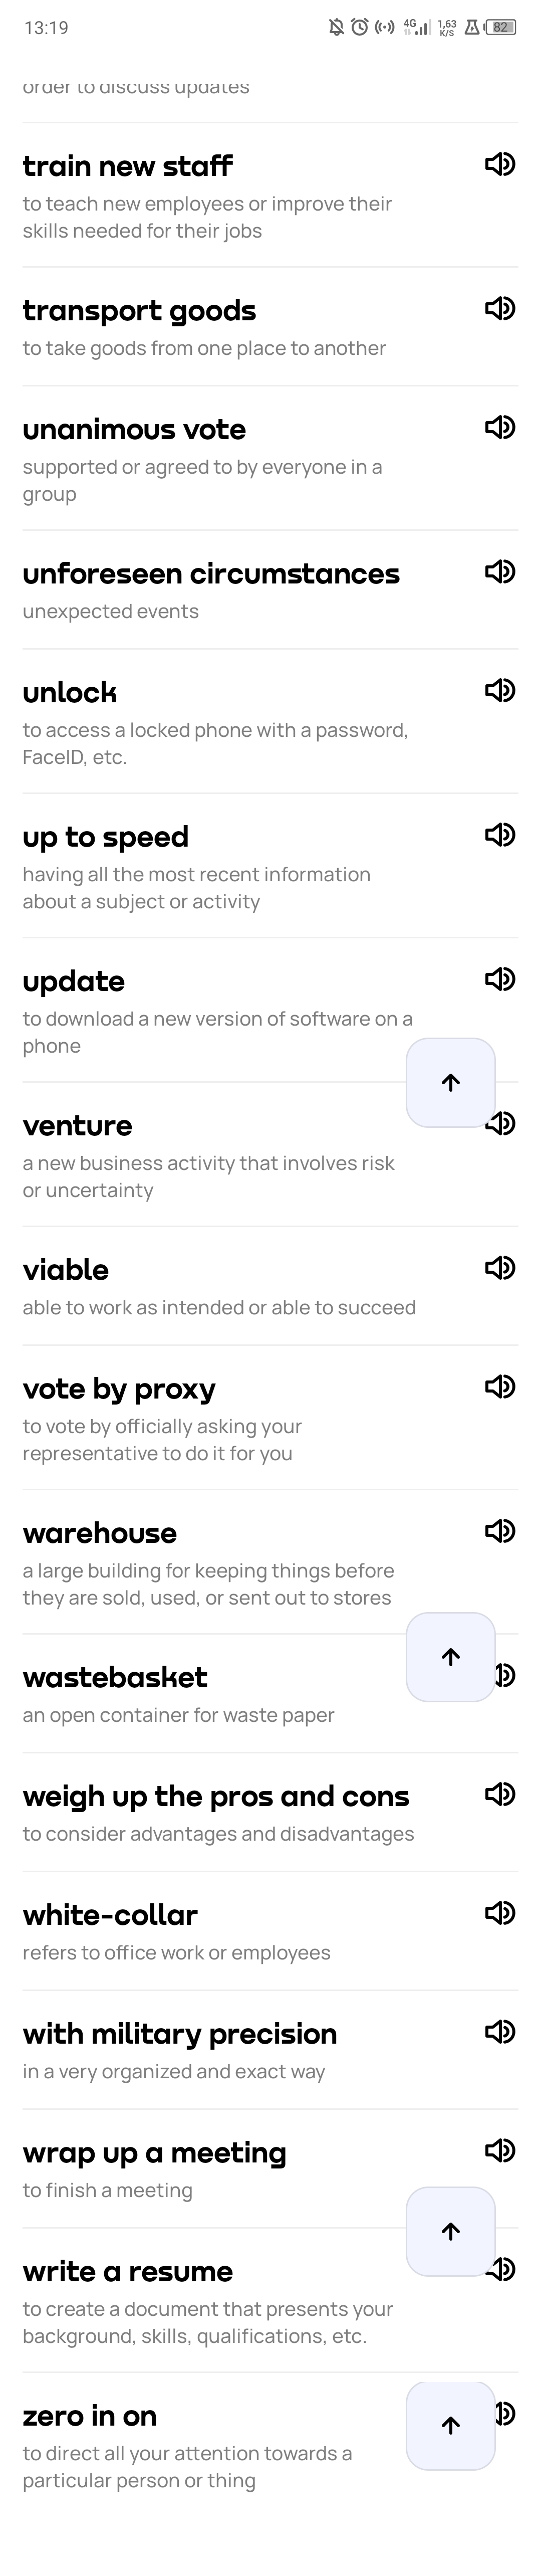 13:19
4G
1,63
K/S
82
order to discuss updates
train new staff
to teach new employees or improve their
skills needed for their jobs
transport goods
to take goods from one place to another
unanimous vote
supported or agreed to by everyone in a
group
unforeseen circumstances
unexpected events
unlock
to access a locked phone with a password,
FaceID, etc.
up to speed
having all the most recent information
about a subject or activity
update
to download a new version of software on a
phone
venture
a new business activity that involves risk
or uncertainty
viable
able to work as intended or able to succeed
vote by proxy
to vote by officially asking your
representative to do it for you
warehouse
a large building for keeping things before
they are sold, used, or sent out to stores
wastebasket
an open container for waste paper
weigh up the pros and cons
to consider advantages and disadvantages
white-collar
refers to office work or employees
with military precision
in a very organized and exact way
wrap up a meeting
to finish a meeting
write a resume
to create a document that presents your
background, skills, qualifications, etc.
zero in on
to direct all your attention towards a
particular person or thing